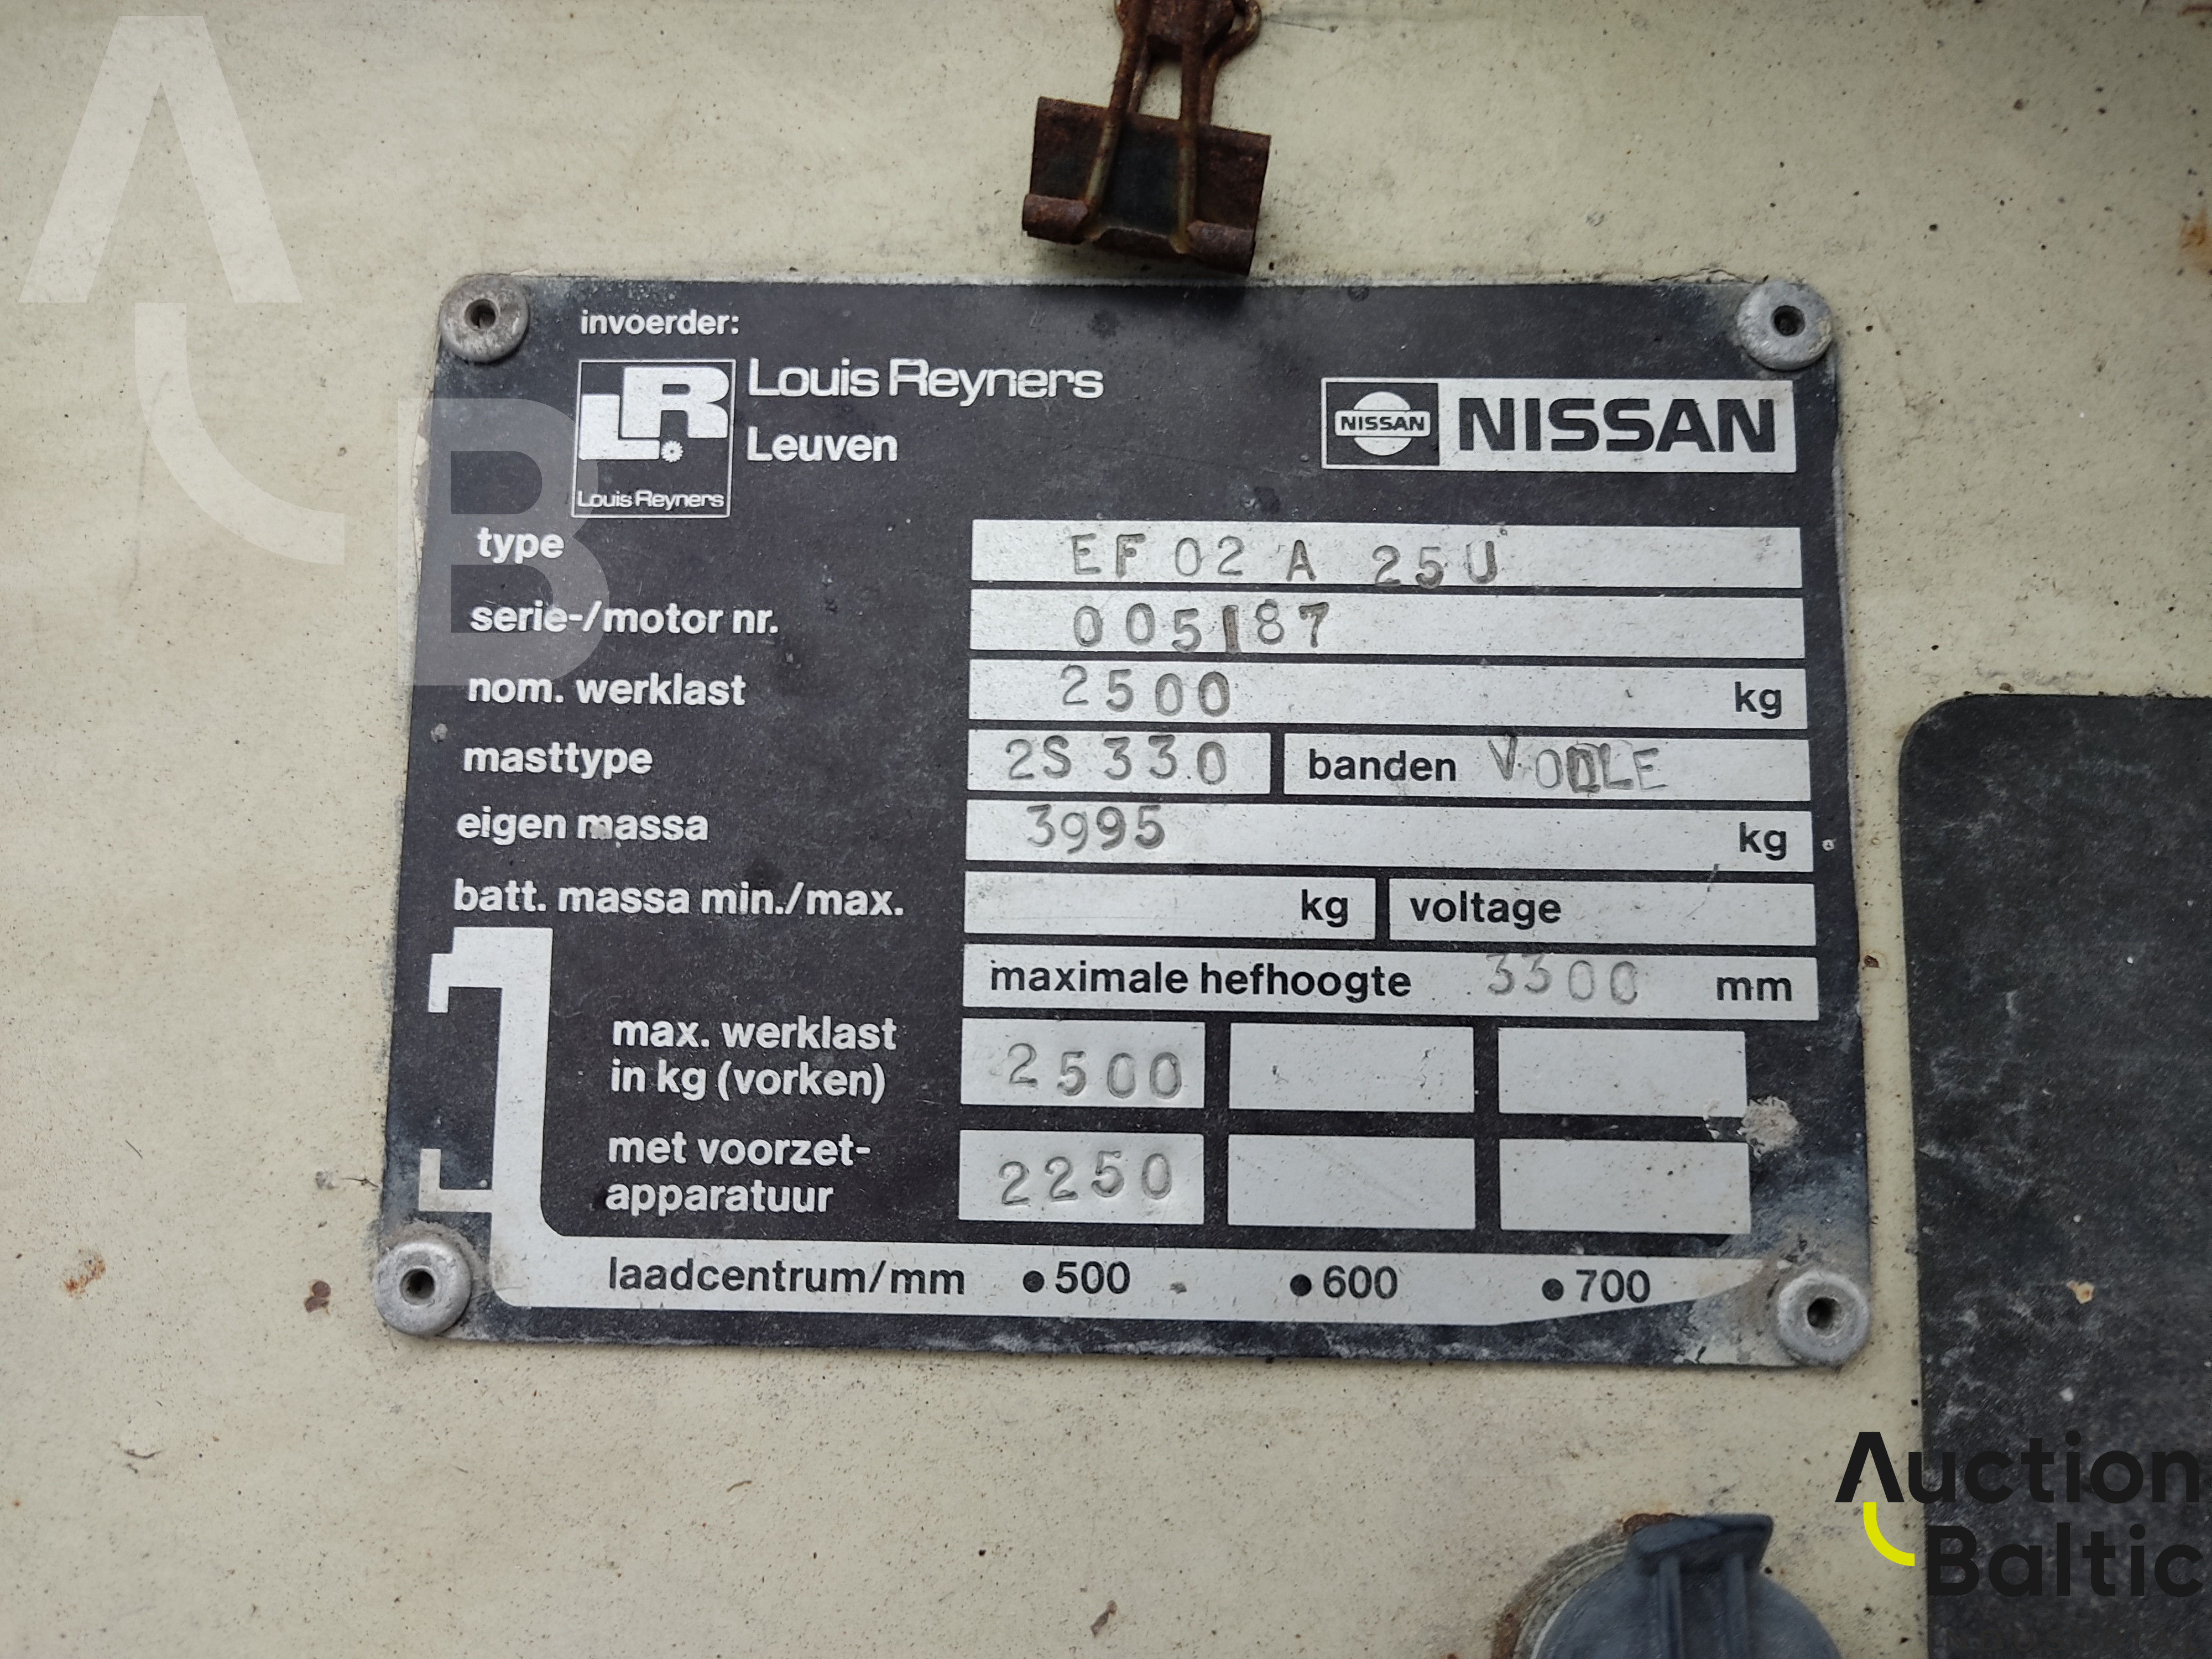 invoerder:
LR
Louis Reyners
Louis Reyners
Leuven
NISSAN
NISSAN
type EF 02 A 25U
serie-/motor nr. 005187
nom. werklast 2500 kg
masttype 2S 330 banden
eigen massa 3995 kg
batt. massa min./max. kg voltage
maximale hefhoogte 3300 mm
max. werklast
in kg (vorken) 2500
met voorzet-
apparatuur 2250
laadcentrum/mm •500 •600 •700
AB
Auction
Baltic